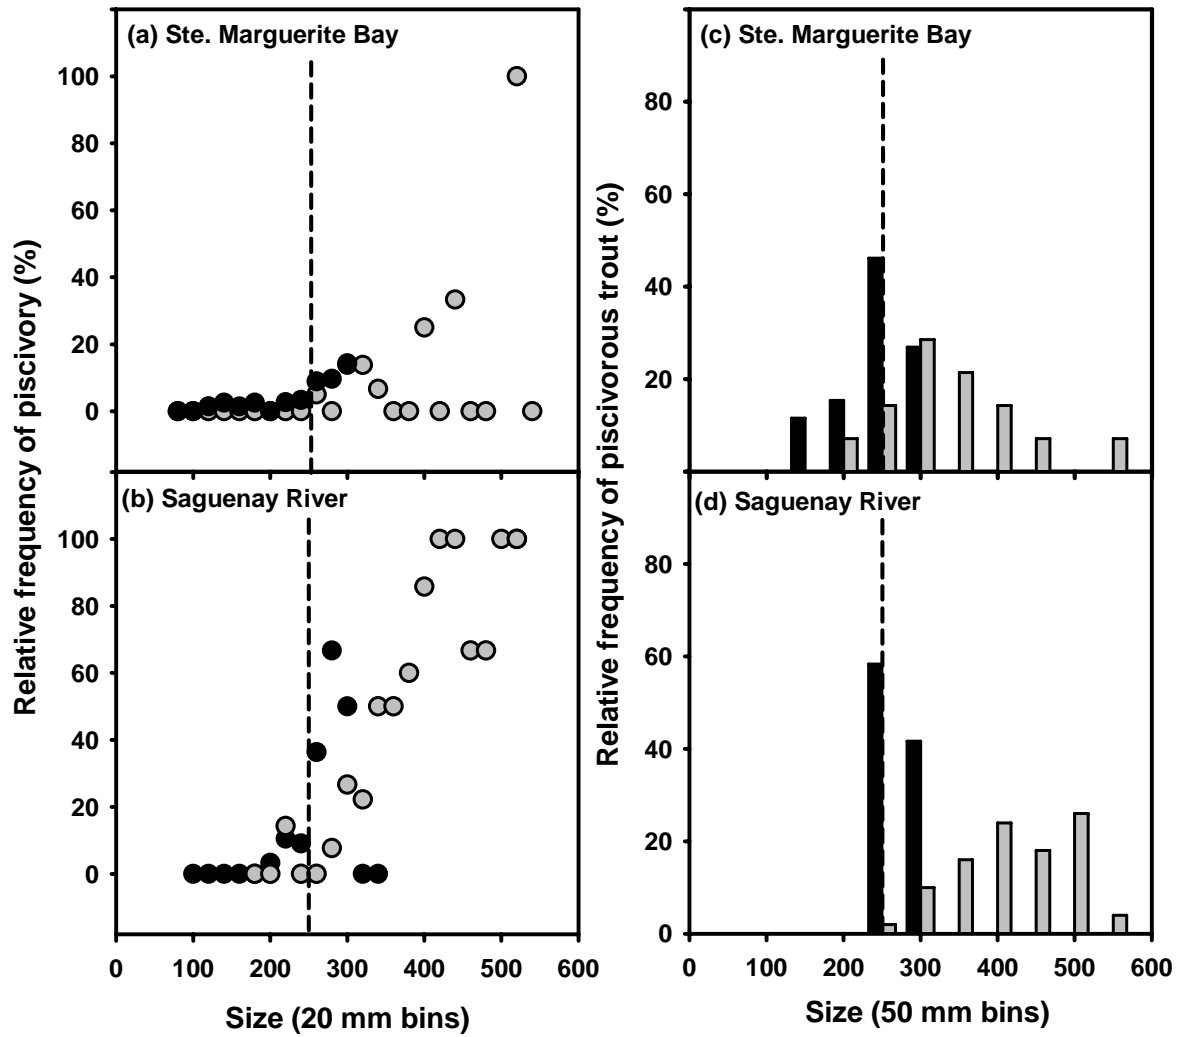 (a) Ste. Marguerite Bay
100
80
60
40
20
0
(b) Saguenay River
100
80
60
40
20
0
0 100 200 300 400 500 600
Size (20 mm bins)
Relative frequency of piscivory (%)
(c) Ste. Marguerite Bay
80
60
40
20
(d) Saguenay River
80
60
40
20
0
0 100 200 300 400 500 600
Size (50 mm bins)
Relative frequency of piscivorous trout (%)